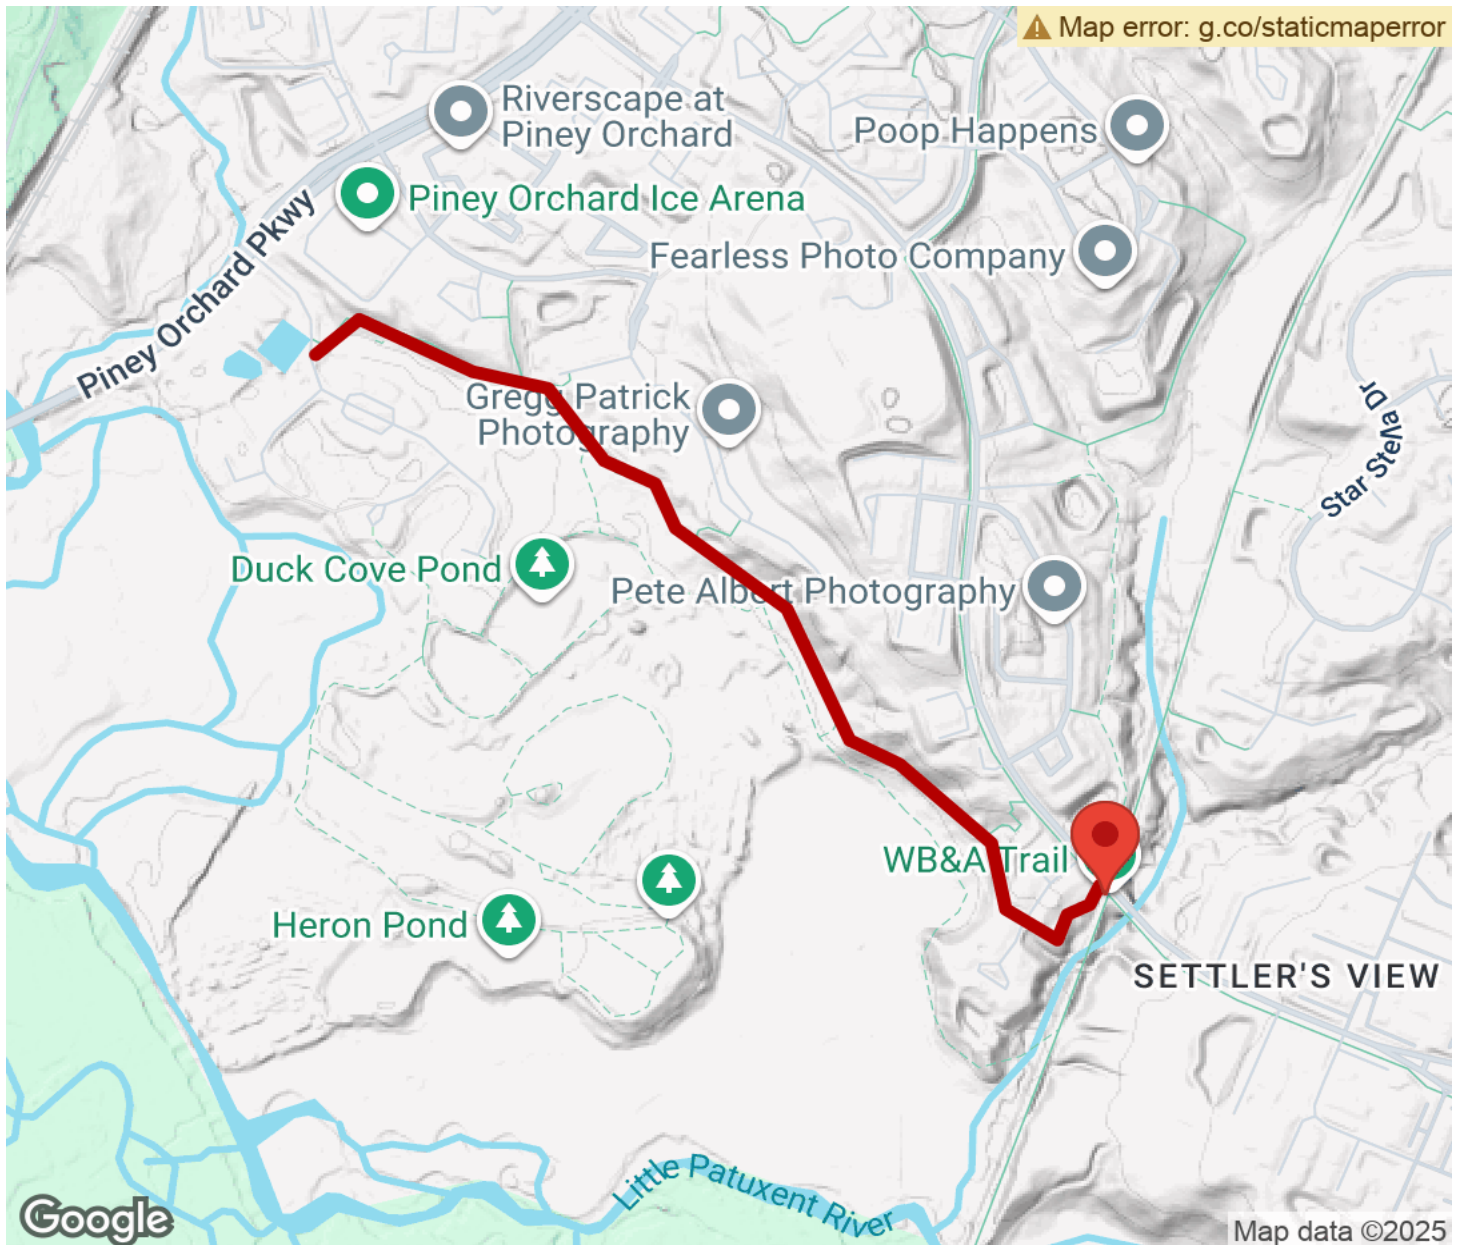 Map error: g.co/staticmaperror
Riverscape at
Piney Orchard
Poop Happens
Piney Orchard Ice Arena
Fearless Photo Company
Piney Orchard Pkwy
Gregg Patrick
Photography
Star Stella Dr
Duck Cove Pond
Pete Albert Photography
WB&A Trail
Heron Pond
SETTLER'S VIEW
Little Patuxent River
Google
Map data ©2025